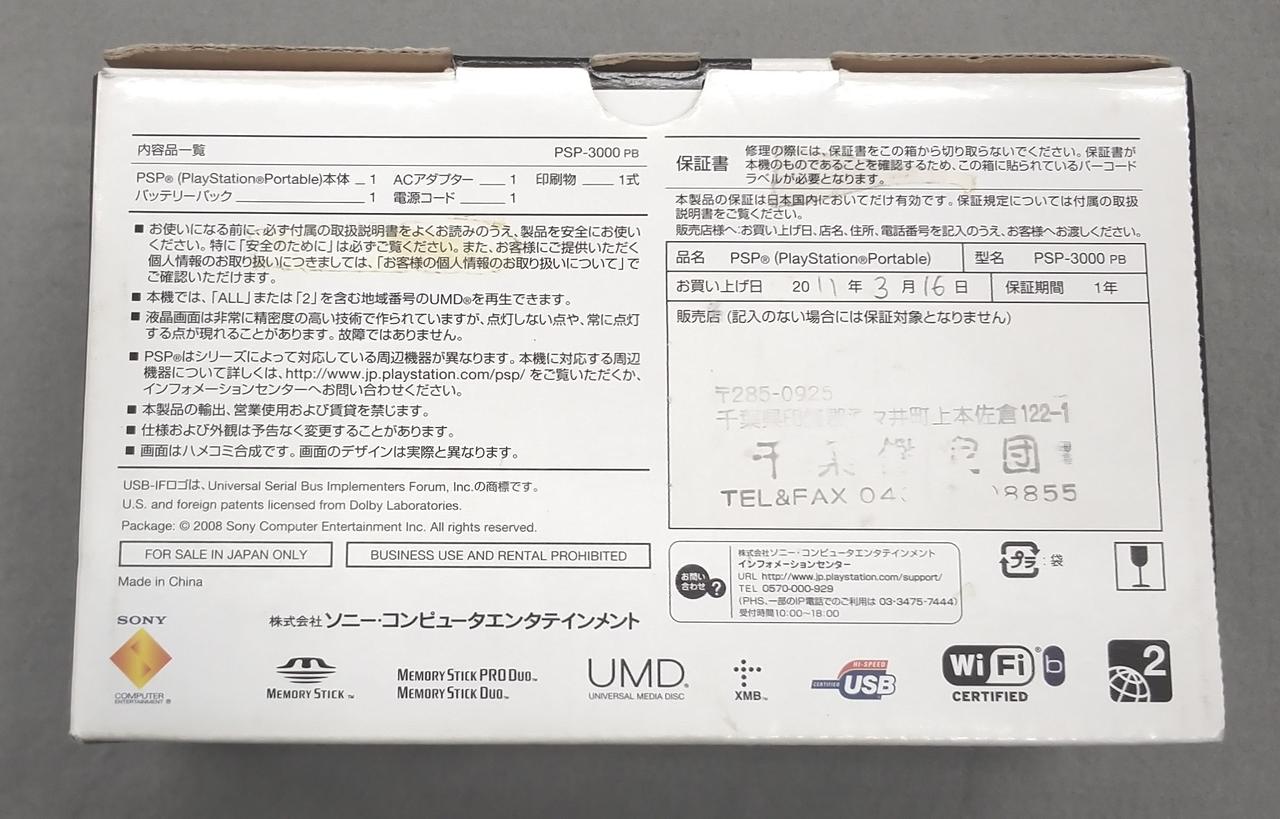 内容品一覧 PSP-3000 PB
PSP® (PlayStation®Portable)本体 1 ACアダプター 1 印刷物 1式
バッテリーパック 1 電源コード 1
■ お使いになる前に、必ず付属の取扱説明書をよくお読みのうえ、製品を安全にお使い
ください。特に「安全のために」は必ずご覧ください。また、お客様にご提供いただく
個人情報のお取り扱いにつきましては、「お客様の個人情報のお取り扱いについて」で
ご確認いただけます。
■ 本機では、「ALL」または「2」を含む地域番号のUMD®を再生できます。
■ 液晶画面は非常に精密度の高い技術で作られていますが、点灯しない点や、常に点灯
する点が現れることがあります。故障ではありません。
■ PSP®はシリーズによって対応している周辺機器が異なります。本機に対応する周辺
機器について詳しくは、http://www.jp.playstation.com/psp/ をご覧いただくか、
インフォメーションセンターへお問い合わせください。
■ 本製品の輸出、営業使用および賃貸を禁じます。
■ 仕様および外観は予告なく変更することがあります。
■ 画面はハメコミ合成です。画面のデザインは実際と異なります。
USB-IFロゴは、Universal Serial Bus Implementers Forum, Inc.の商標です。
U.S. and foreign patents licensed from Dolby Laboratories.
Package: © 2008 Sony Computer Entertainment Inc. All rights reserved.
FOR SALE IN JAPAN ONLY
BUSINESS USE AND RENTAL PROHIBITED
Made in China
保証書
修理の際には、保証書をこの箱から切り取らないでください。保証書が
本機のものであることを確認するため、この箱に貼られているバーコード
ラベルが必要となります。
本製品の保証は日本国内においてだけ有効です。保証規定については付属の取扱
説明書をご覧ください。
販売店様へ：お買い上げ日、店名、住所、電話番号を記入のうえ、お客様へお渡しください。
品名 PSP® (PlayStation®Portable) 型名 PSP-3000 PB
お買い上げ日 2011年3月16日 保証期間 1年
販売店（記入のない場合には保証対象となりません）
〒285-0925
千葉県印旛郡 井町上本佐倉122-1
千 団
TEL&FAX 04 8855
お問い
合わせ ?
株式会社ソニー・コンピュータエンタテインメント
インフォメーションセンター
URL http://www.jp.playstation.com/support/
TEL 0570-000-929
(PHS、一部のIP電話でのご利用は 03-3475-7444)
受付時間10:00～18:00
プラ : 袋
SONY
COMPUTER
ENTERTAINMENT®
株式会社ソニー・コンピュータエンタテインメント
MEMORY STICK™
MEMORY STICK PRO DUO™
MEMORY STICK DUO™
UMD®
UNIVERSAL MEDIA DISC
XMB™
HI-SPEED
CERTIFIED USB
Wi Fi® b
CERTIFIED
2